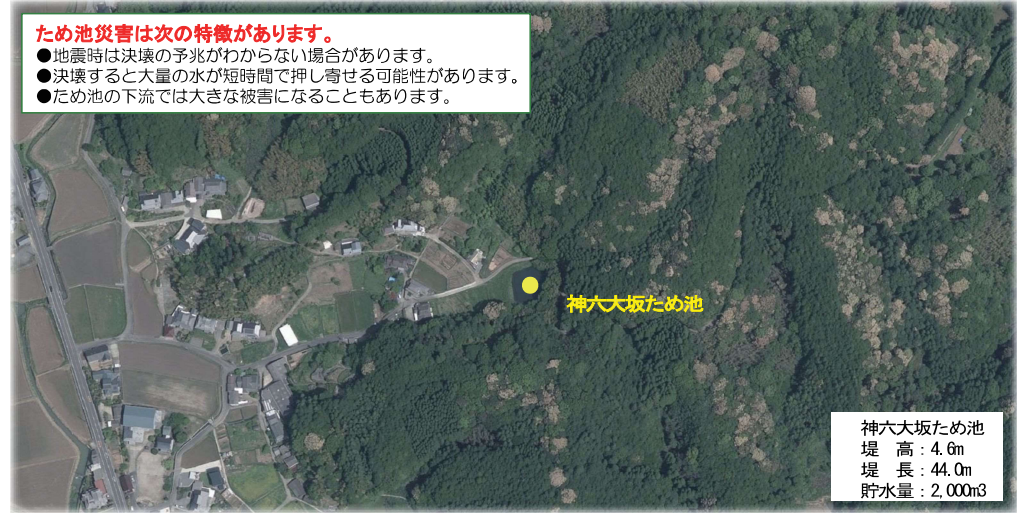 ため池災害は次の特徴があります。
●地震時は決壊の予兆がわからない場合があります。
●決壊すると大量の水が短時間で押し寄せる可能性があります。
●ため池の下流では大きな被害になることもあります。
神六大坂ため池
神六大坂ため池
堤　高：4.6m
堤　長：44.0m
貯水量：2,000m3